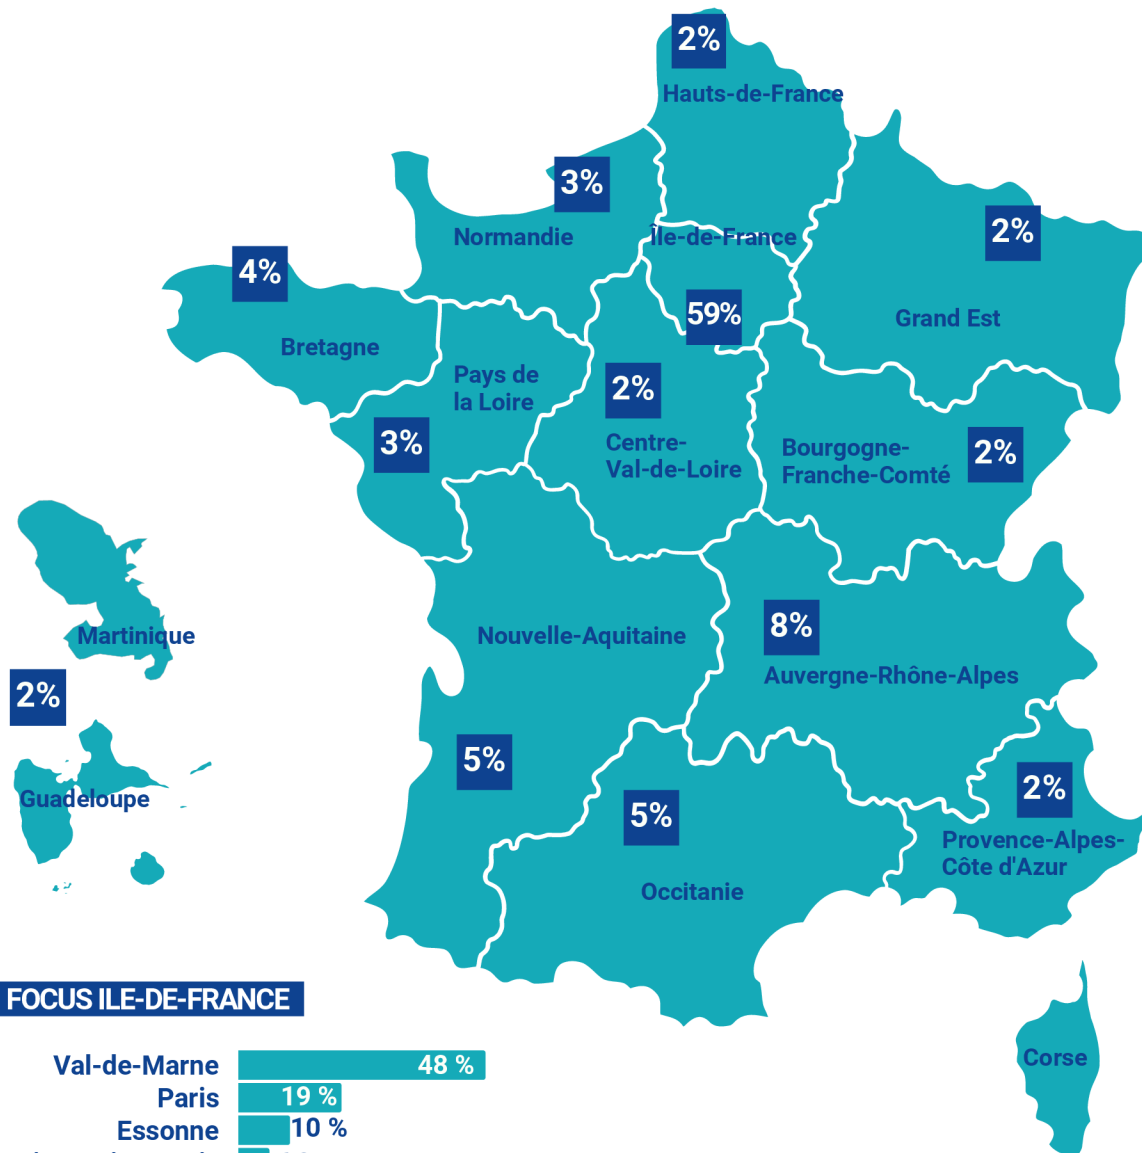 2%
Hauts-de-France
3%
Normandie
Île-de-France
59%
2%
Grand Est
4%
Bretagne
Pays de
la Loire
3%
2%
Centre-
Val-de-Loire
Bourgogne-
Franche-Comté
2%
Martinique
2%
Guadeloupe
Nouvelle-Aquitaine
5%
8%
Auvergne-Rhône-Alpes
5%
Occitanie
2%
Provence-Alpes-
Côte d'Azur
Corse
FOCUS ILE-DE-FRANCE
Val-de-Marne 48 %
Paris 19 %
Essonne 10 %